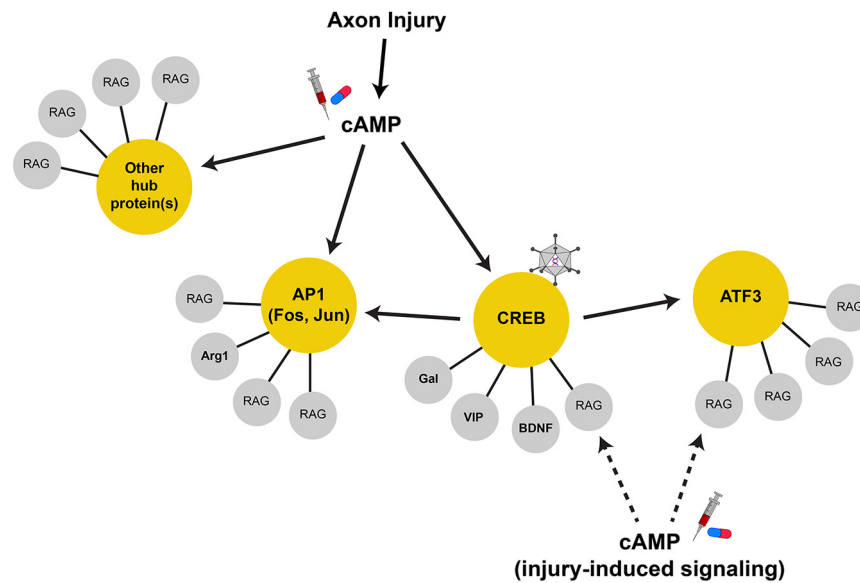 Axon Injury
cAMP
RAG
RAG
RAG
RAG
Other
hub
protein(s)
AP1
(Fos, Jun)
RAG
Arg1
RAG
RAG
CREB
Gal
VIP
BDNF
RAG
ATF3
RAG
RAG
RAG
RAG
cAMP
(injury-induced signaling)